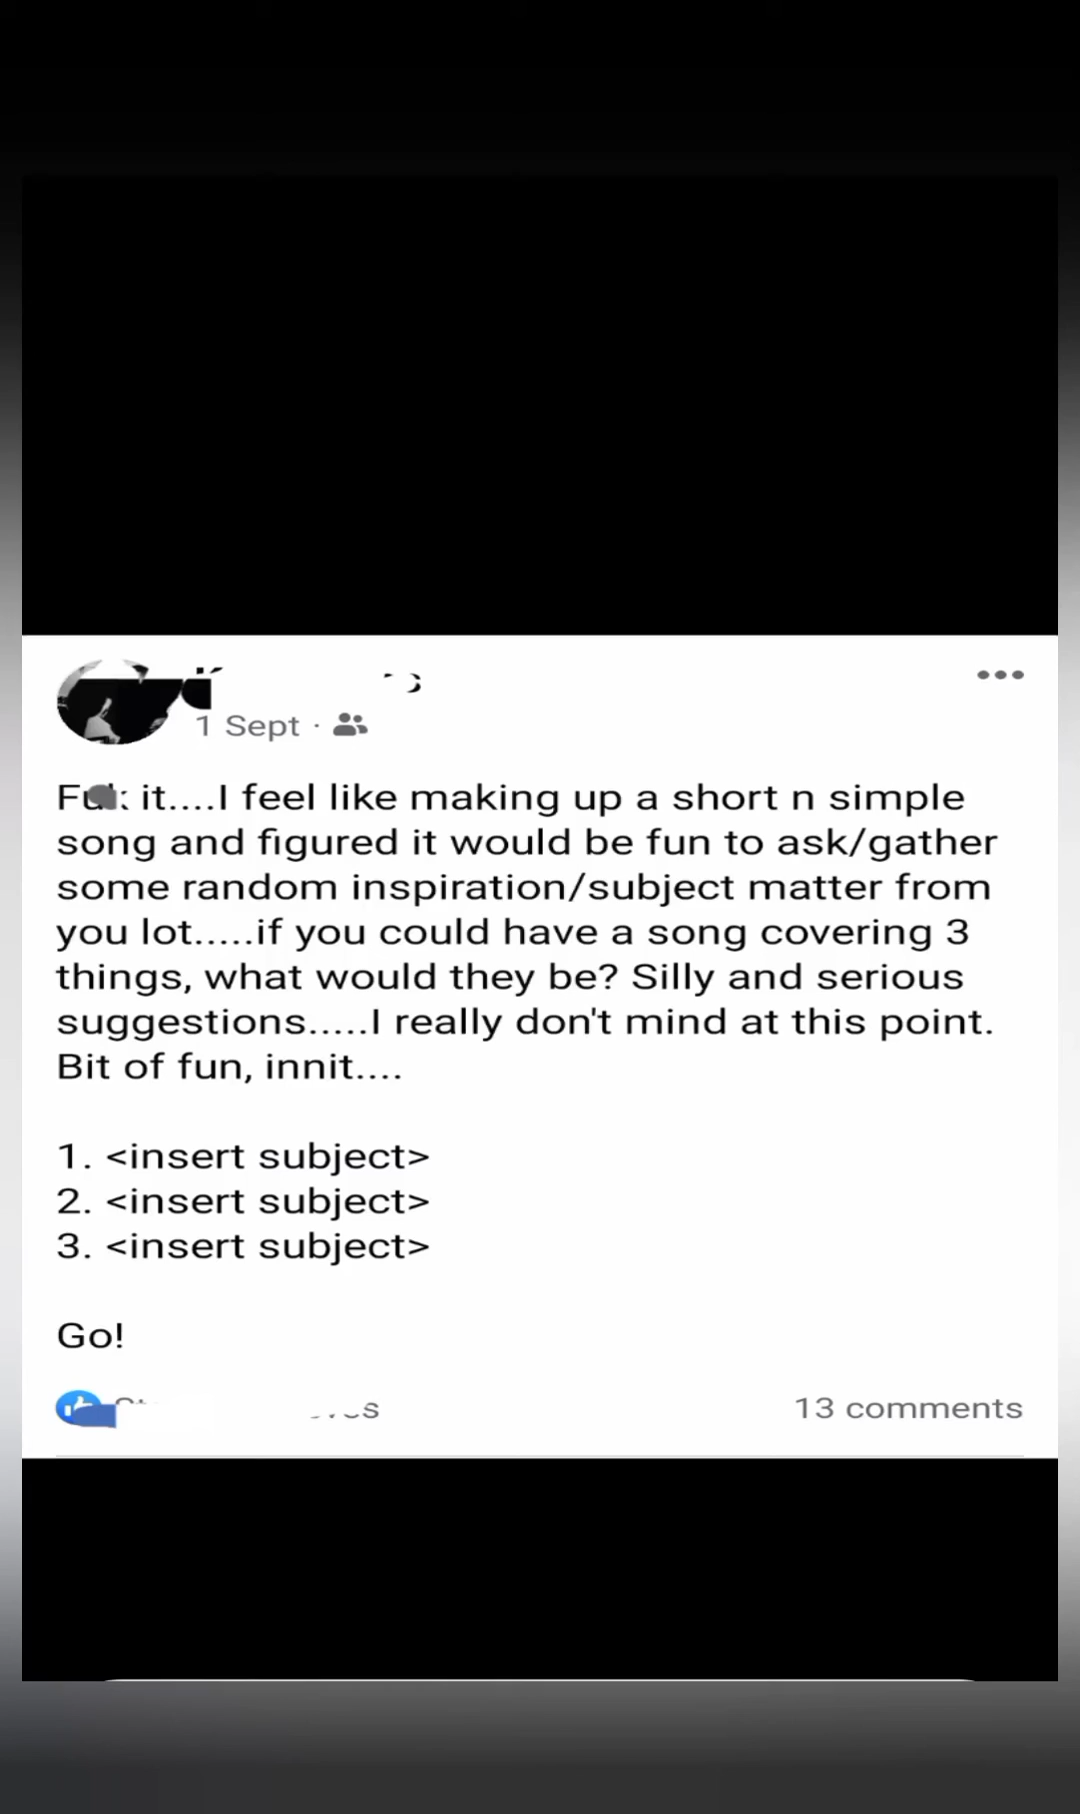 1 Sept ·
it....I feel like making up a short n simple
song and figured it would be fun to ask/gather
some random inspiration/subject matter from
you lot.....if you could have a song covering 3
things, what would they be? Silly and serious
suggestions.....I really don't mind at this point.
Bit of fun, innit....
1. <insert subject>
2. <insert subject>
3. <insert subject>
Go!
13 comments